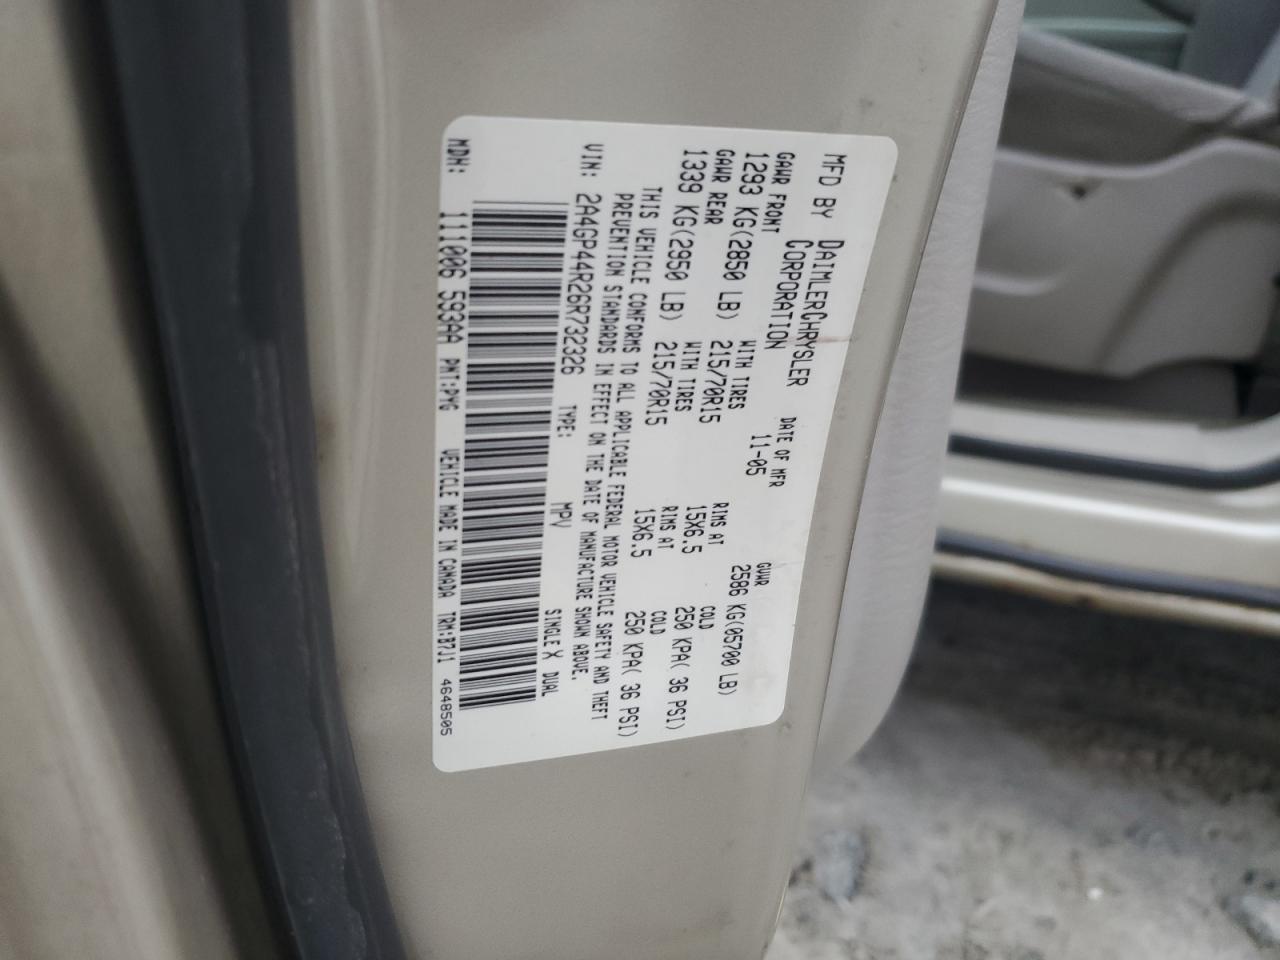 MFD BY DAIMLERCHRYSLER CORPORATION
DATE OF MFR 11-05
GVWR 2586 KG(05700 LB)
GAWR FRONT WITH TIRES RIMS AT COLD
1293 KG(2850 LB) 215/70R15 15X6.5 250 KPA( 36 PSI)
GAWR REAR WITH TIRES RIMS AT COLD
1339 KG(2950 LB) 215/70R15 15X6.5 250 KPA( 36 PSI)
THIS VEHICLE CONFORMS TO ALL APPLICABLE FEDERAL MOTOR VEHICLE SAFETY AND THEFT
PREVENTION STANDARDS IN EFFECT ON THE DATE OF MANUFACTURE SHOWN ABOVE.
VIN: 2A4GP44R26R732326 TYPE: MPV SINGLE X DUAL
MDH: 111006 593AA PNT:PYG VEHICLE MADE IN CANADA TRM:B7J1 4648505